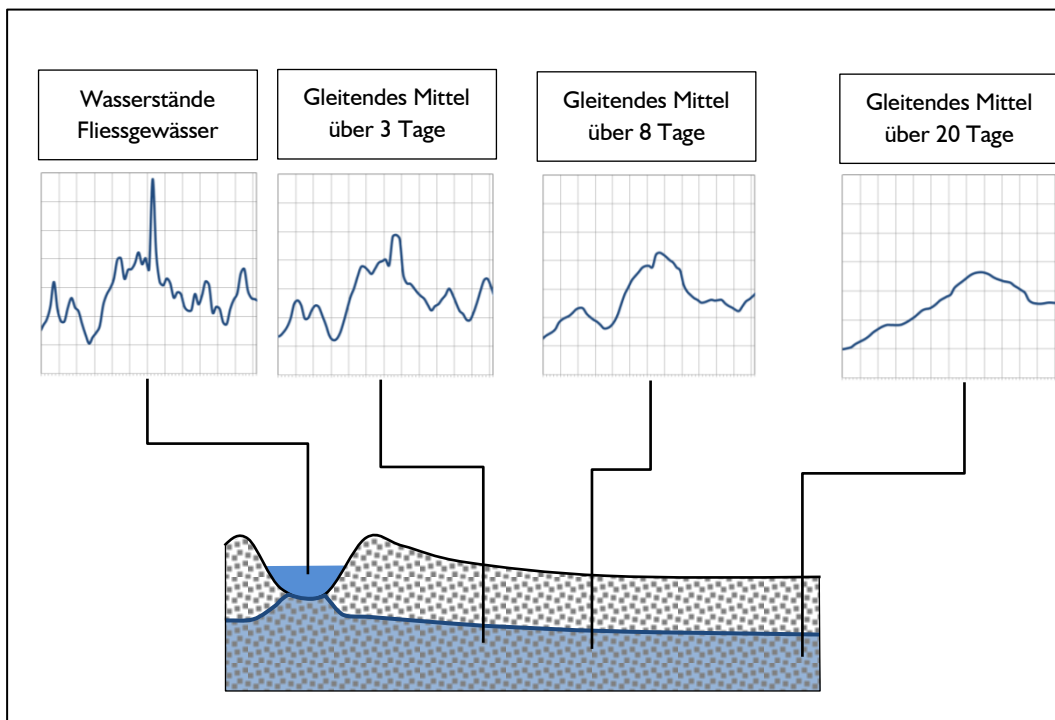 Wasserstände
Fliessgewässer
Gleitendes Mittel
über 3 Tage
Gleitendes Mittel
über 8 Tage
Gleitendes Mittel
über 20 Tage